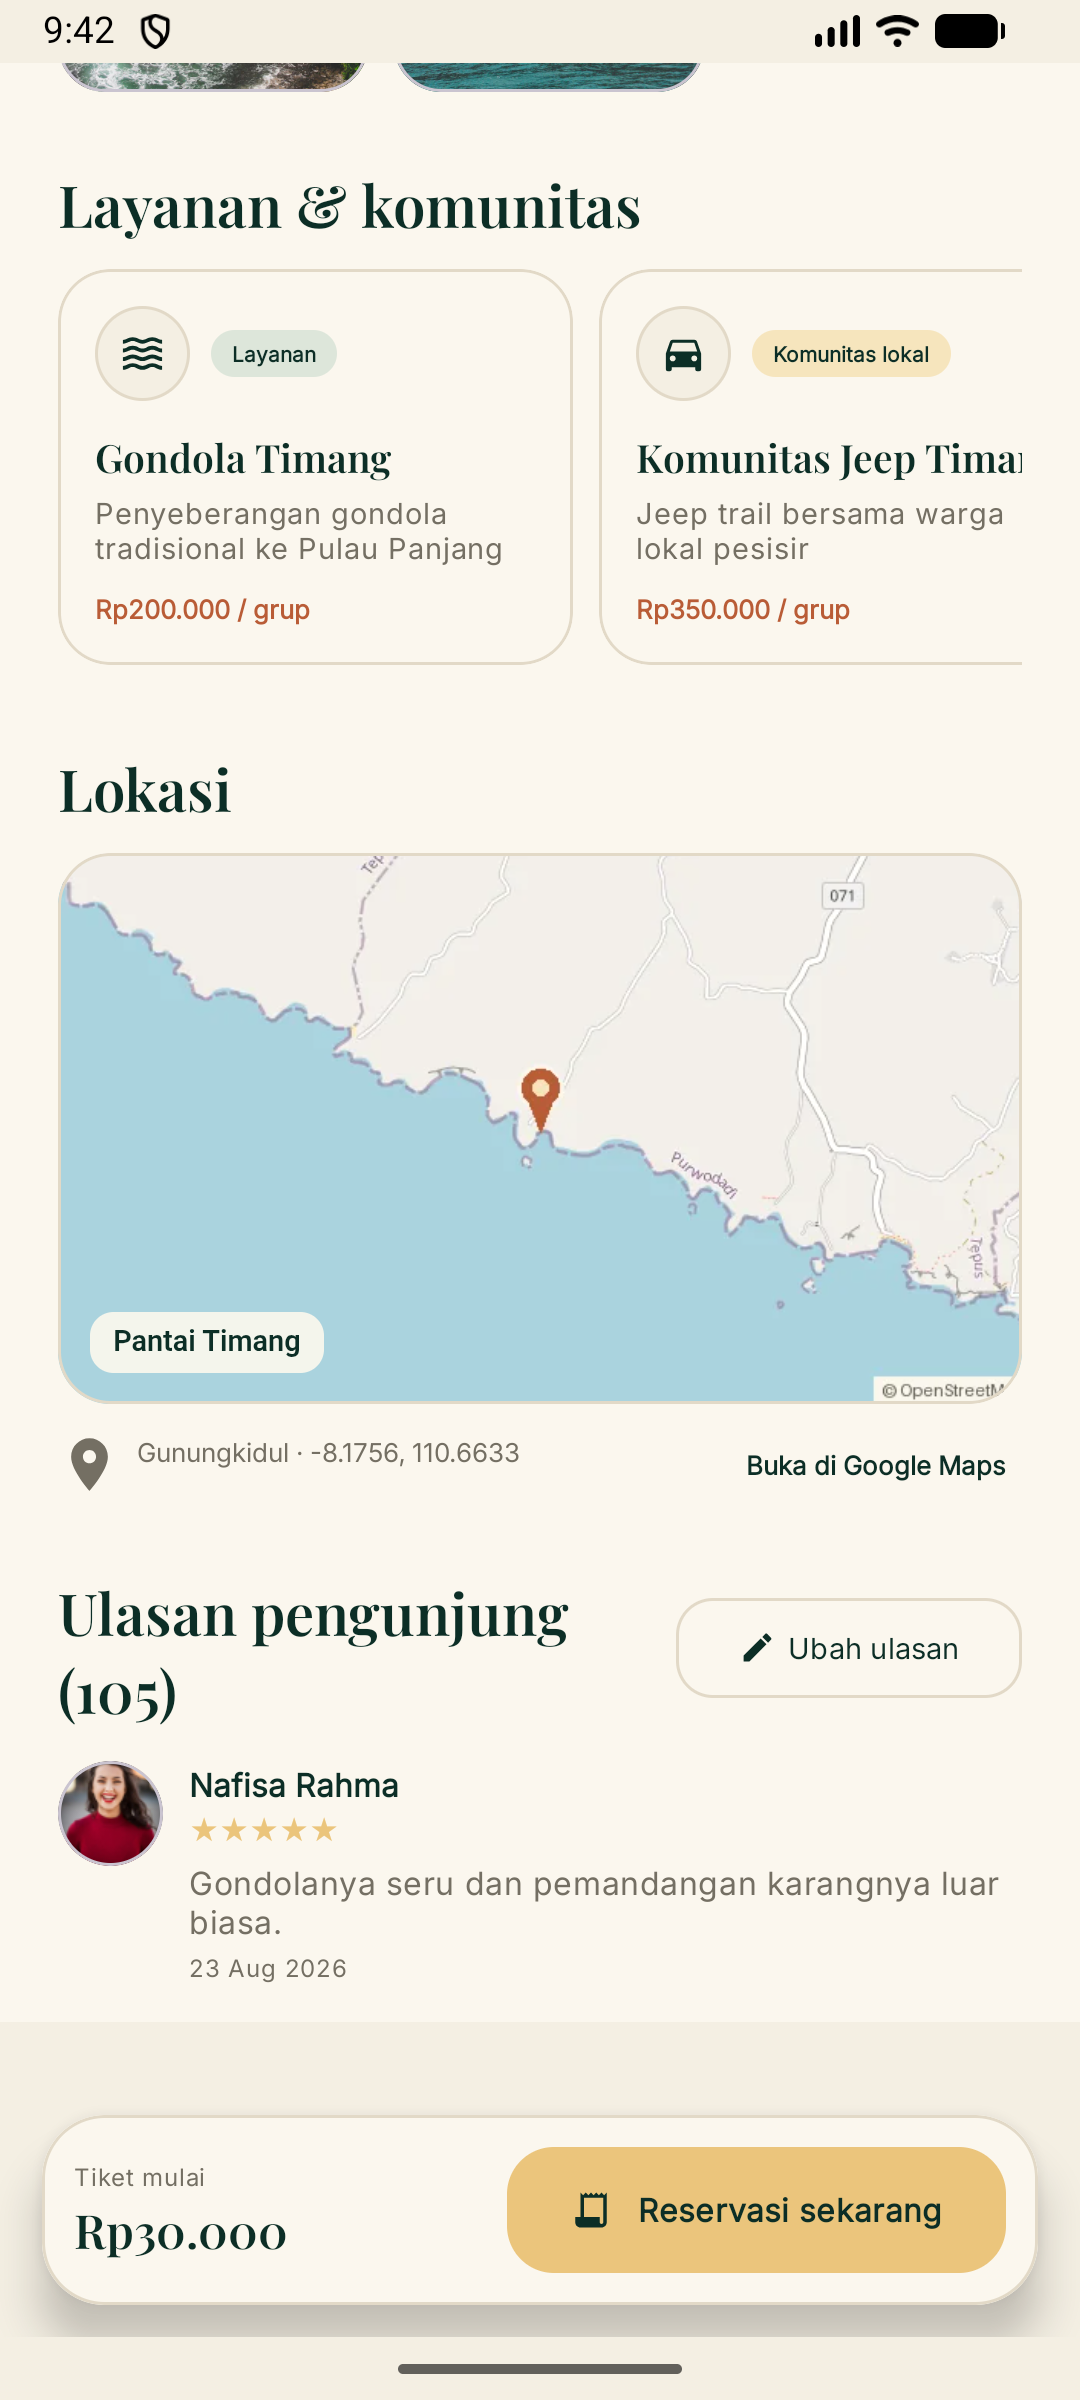 9:42
Layanan & komunitas
Layanan
Komunitas lokal
Gondola Timang
Penyeberangan gondola
tradisional ke Pulau Panjang
Rp200.000 / grup
Komunitas Jeep
Jeep trail bersama warga
lokal pesisir
Rp350.000 / grup
Lokasi
071
Purwodadi
Tepus
Pantai Timang
© OpenStreetM
Gunungkidul · -8.1756, 110.6633
Buka di Google Maps
Ulasan pengunjung
(105)
Ubah ulasan
Nafisa Rahma
★★★★★
Gondolanya seru dan pemandangan karangnya luar
biasa.
23 Aug 2026
Tiket mulai
Rp30.000
Reservasi sekarang